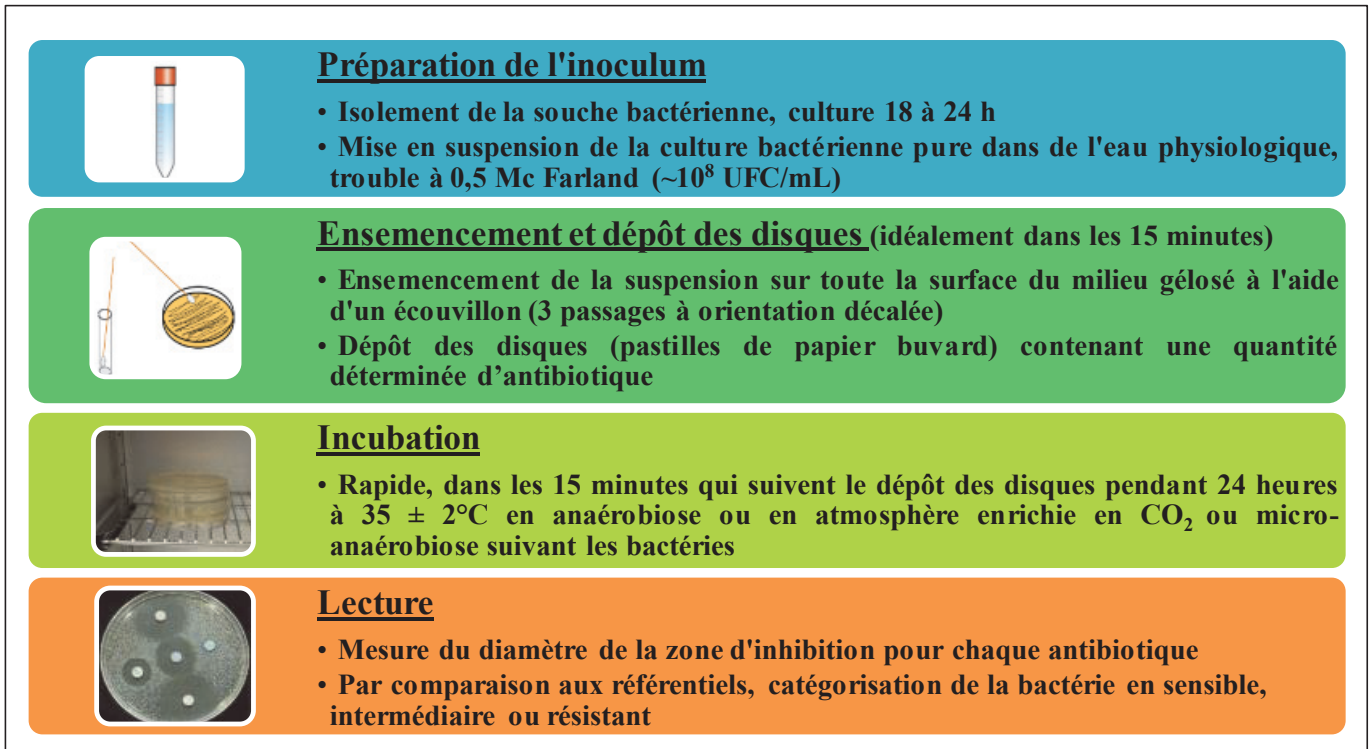 Préparation de l'inoculum
• Isolement de la souche bactérienne, culture 18 à 24 h
• Mise en suspension de la culture bactérienne pure dans de l'eau physiologique,
trouble à 0,5 Mc Farland (~10⁸ UFC/mL)
Ensemencement et dépôt des disques (idéalement dans les 15 minutes)
• Ensemencement de la suspension sur toute la surface du milieu gélosé à l'aide
d'un écouvillon (3 passages à orientation décalée)
• Dépôt des disques (pastilles de papier buvard) contenant une quantité
déterminée d’antibiotique
Incubation
• Rapide, dans les 15 minutes qui suivent le dépôt des disques pendant 24 heures
à 35 ± 2°C en anaérobiose ou en atmosphère enrichie en CO₂ ou micro-
anaérobiose suivant les bactéries
Lecture
• Mesure du diamètre de la zone d'inhibition pour chaque antibiotique
• Par comparaison aux référentiels, catégorisation de la bactérie en sensible,
intermédiaire ou résistant